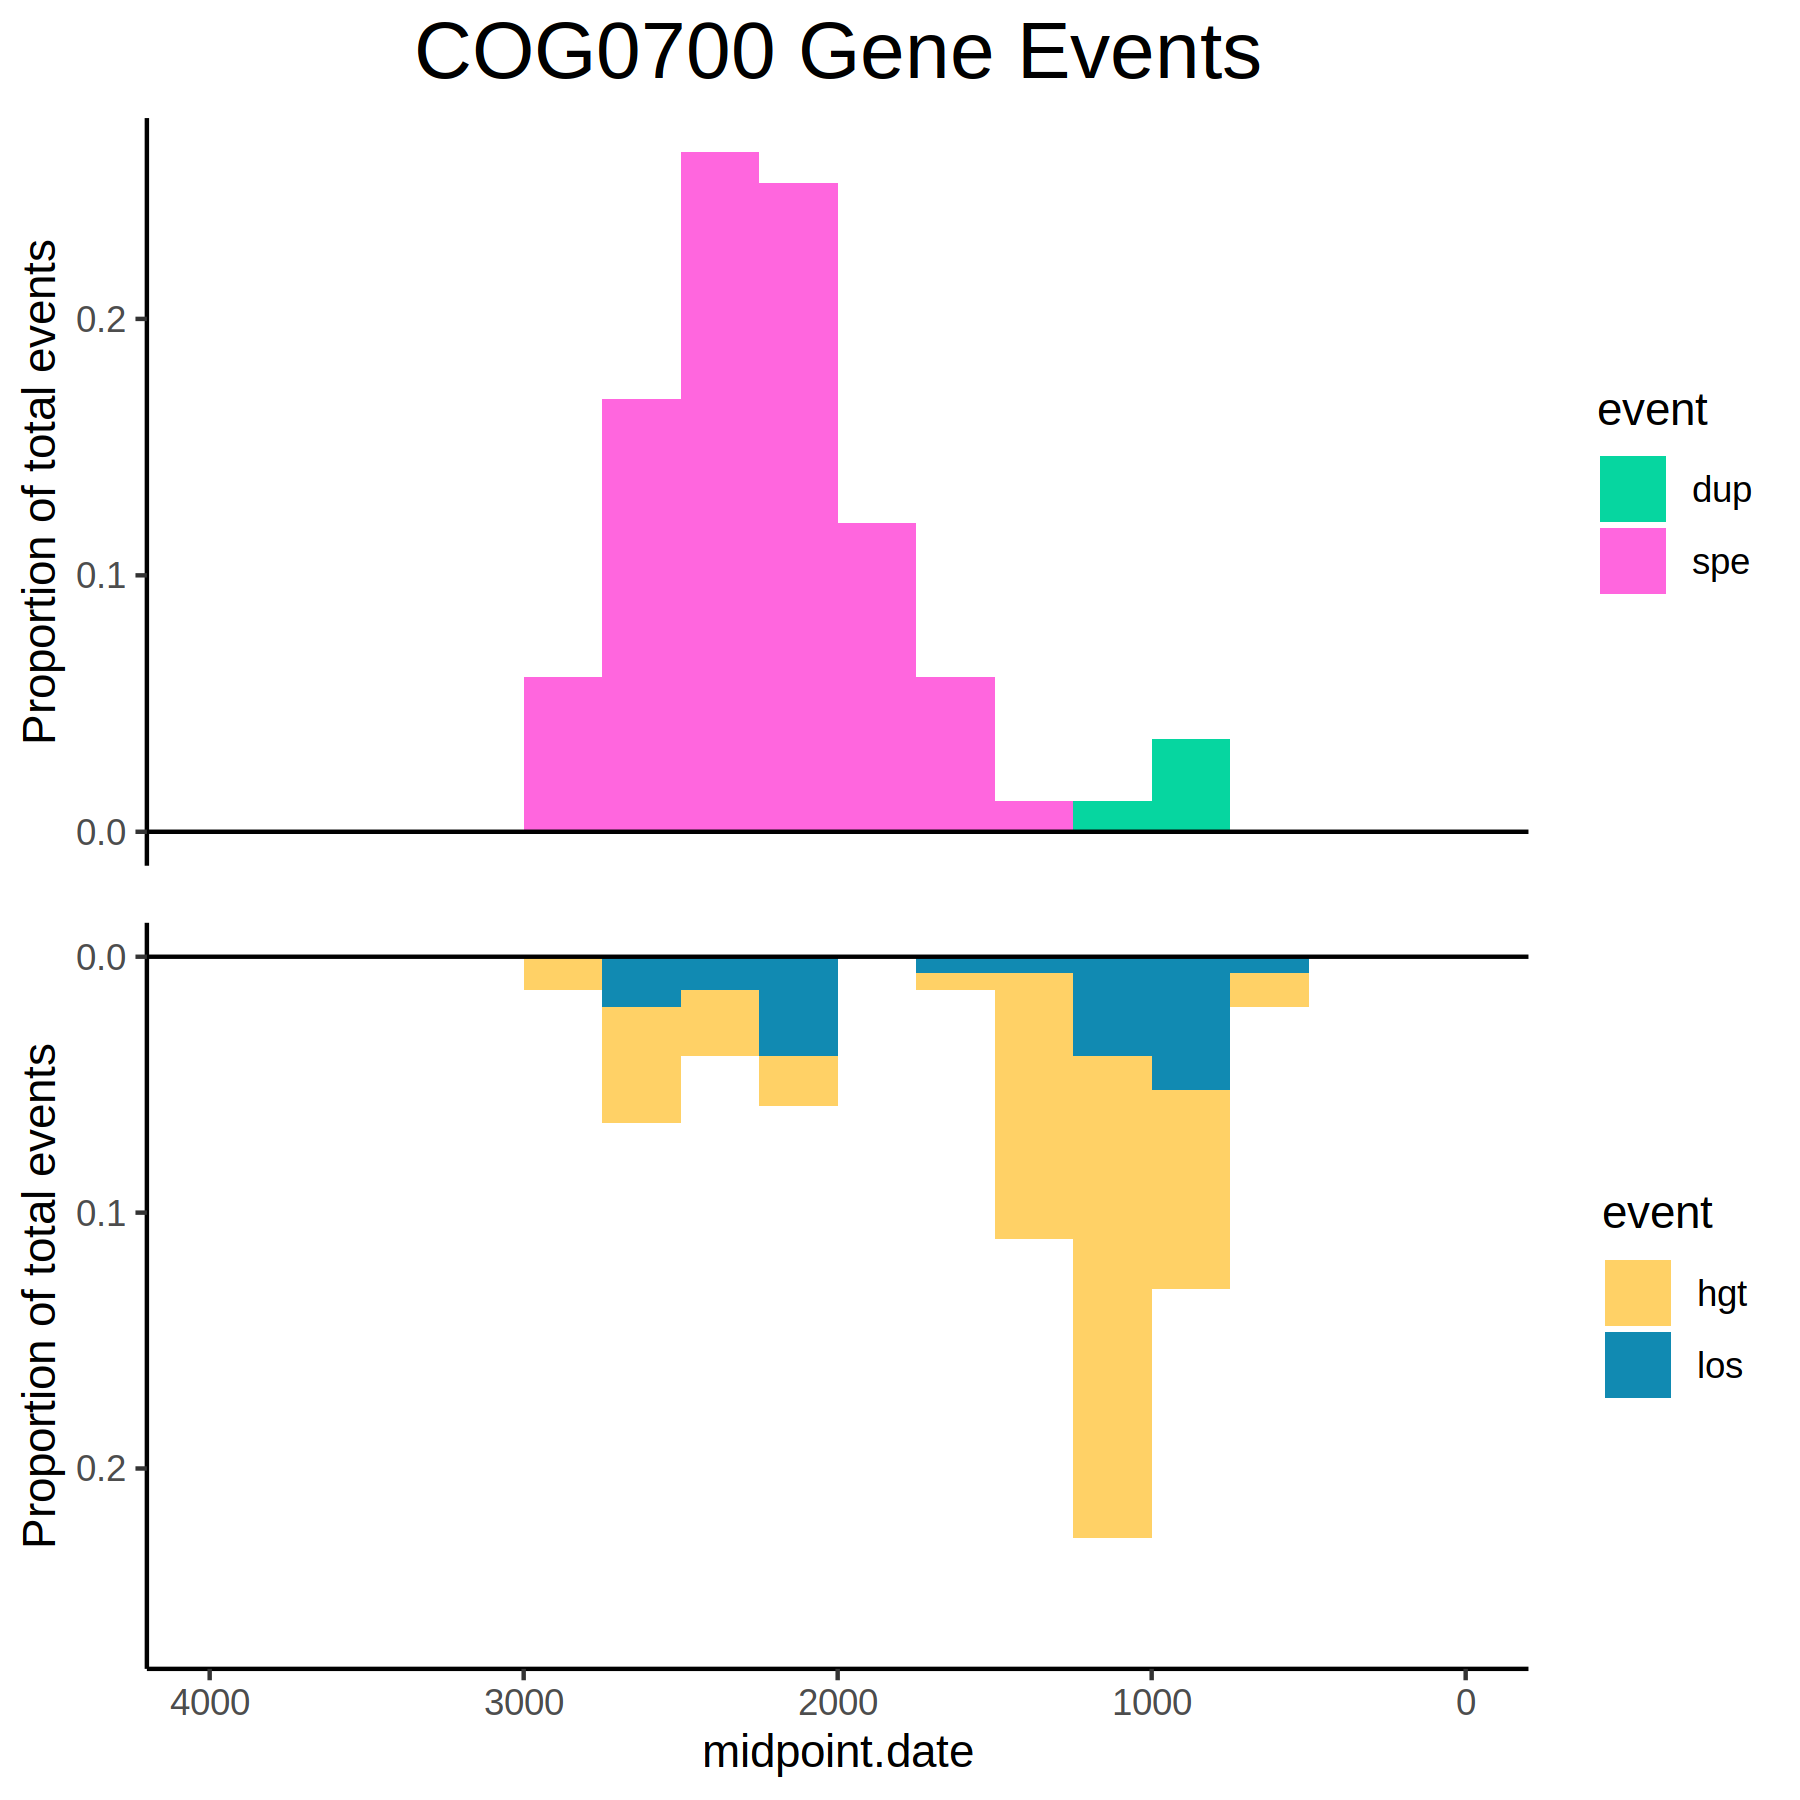 COG0700 Gene Events
Proportion of total events
0.2
0.1
0.0
event
dup
spe
Proportion of total events
0.0
0.1
0.2
event
hgt
los
4000 3000 2000 1000 0
midpoint.date